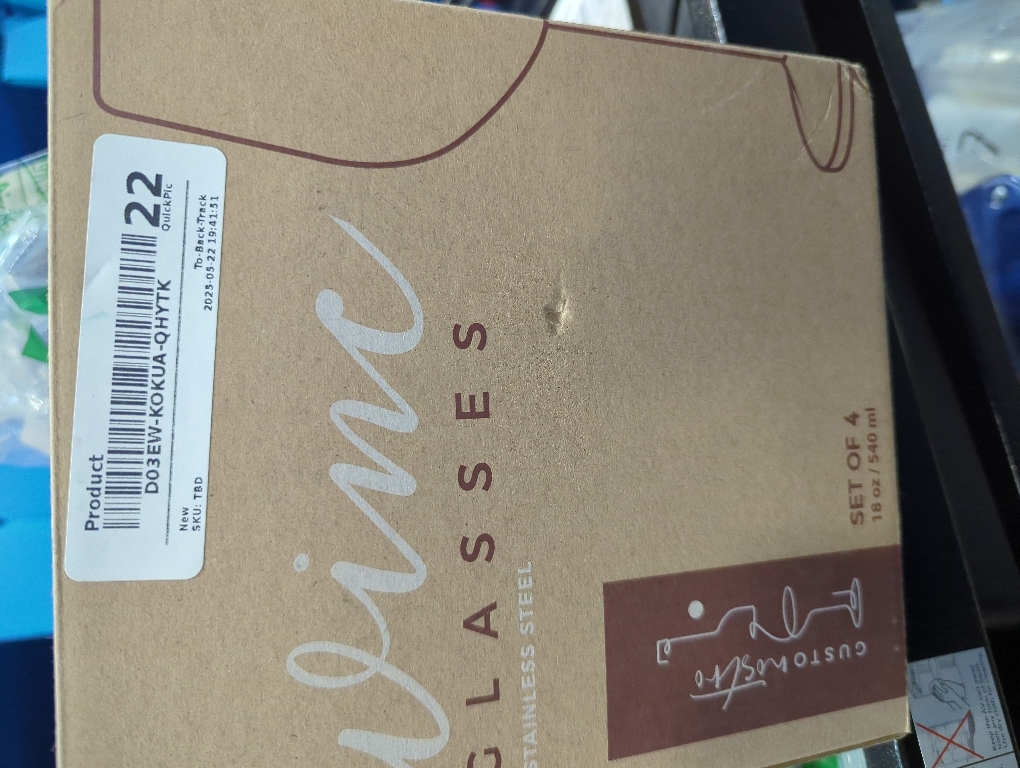 Product
22
QuickPic
D03EW-KOKUA-QHYTK
New
SKU: TBD
To-Back-Track
2025-05-22 19:41:51
Wine
GLASSES
STAINLESS STEEL
SET OF 4
18 oz / 540 ml
CUSTO